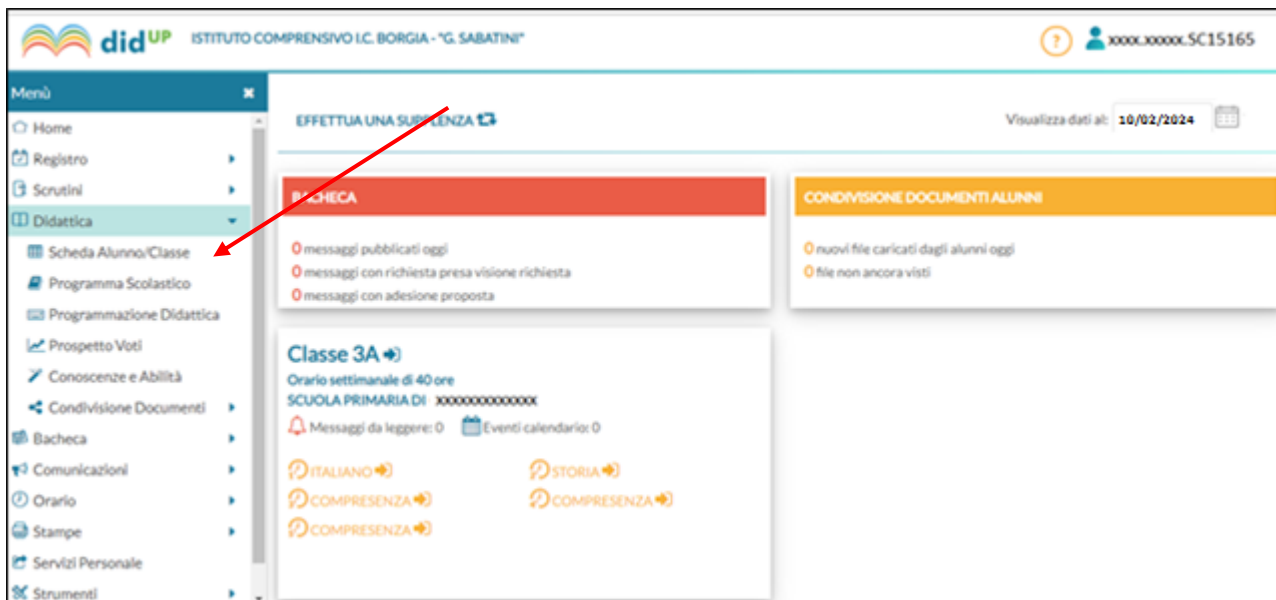 did UP ISTITUTO COMPRENSIVO I.C. BORGIA - "G. SABATINI"
? xxxx.xxxxx.SC15165
Menù
Home
Registro
Scrutini
Didattica
Scheda Alunno/Classe
Programma Scolastico
Programmazione Didattica
Prospetto Voti
Conoscenze e Abilità
Condivisione Documenti
Bacheca
Comunicazioni
Orario
Stampe
Servizi Personale
Strumenti
EFFETTUA UNA SUPPLENZA
Visualizza dati al: 10/02/2024
BACHECA
0 messaggi pubblicati oggi
0 messaggi con richiesta presa visione richiesta
0 messaggi con adesione proposta
CONDIVISIONE DOCUMENTI ALUNNI
0 nuovi file caricati dagli alunni oggi
0 file non ancora visti
Classe 3A
Orario settimanale di 40 ore
SCUOLA PRIMARIA DI xxxxxxxxxxxxx
Messaggi da leggere: 0 Eventi calendario: 0
ITALIANO STORIA
COMPRESENZA COMPRESENZA
COMPRESENZA